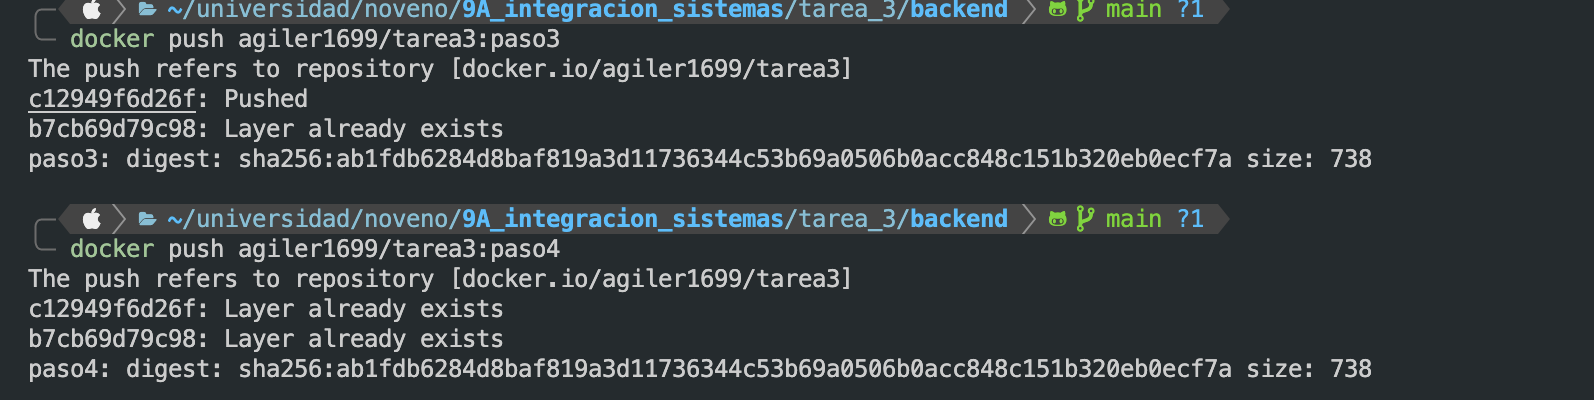 ~/universidad/noveno/9A_integracion_sistemas/tarea_3/backend main ?1
docker push agiler1699/tarea3:paso3
The push refers to repository [docker.io/agiler1699/tarea3]
c12949f6d26f: Pushed
b7cb69d79c98: Layer already exists
paso3: digest: sha256:ab1fdb6284d8baf819a3d11736344c53b69a0506b0acc848c151b320eb0ecf7a size: 738
~/universidad/noveno/9A_integracion_sistemas/tarea_3/backend main ?1
docker push agiler1699/tarea3:paso4
The push refers to repository [docker.io/agiler1699/tarea3]
c12949f6d26f: Layer already exists
b7cb69d79c98: Layer already exists
paso4: digest: sha256:ab1fdb6284d8baf819a3d11736344c53b69a0506b0acc848c151b320eb0ecf7a size: 738